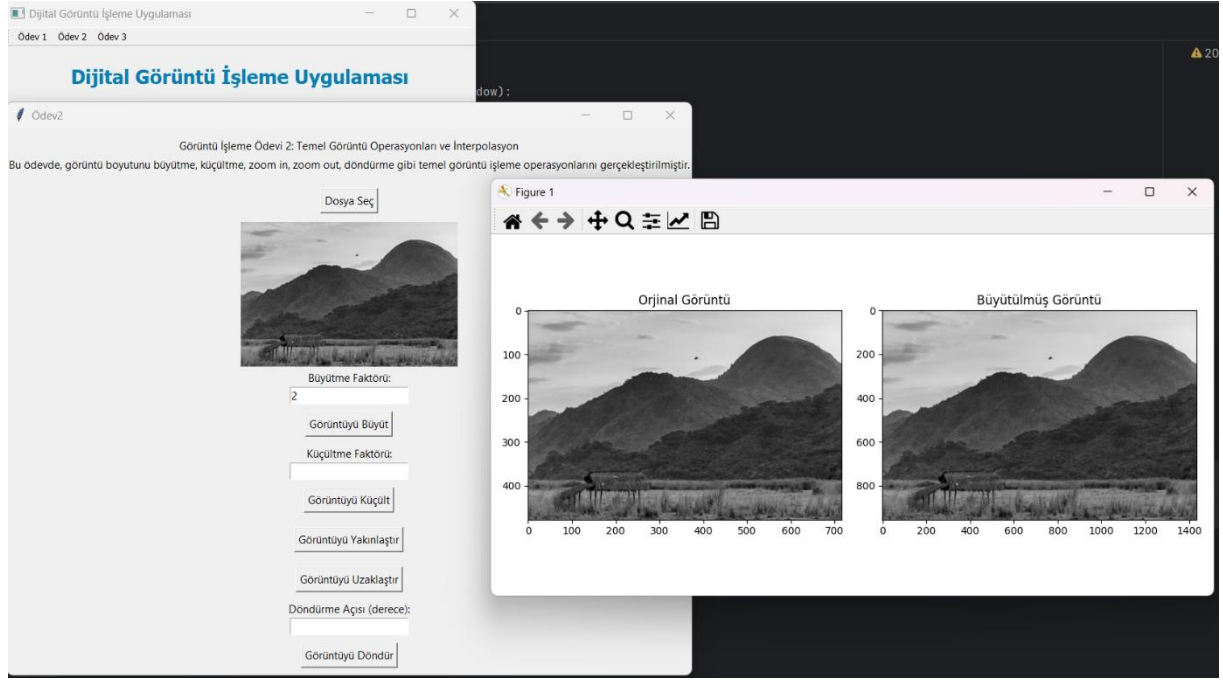 Dijital Görüntü İşleme Uygulaması
Ödev 1 Ödev 2 Ödev 3
Dijital Görüntü İşleme Uygulaması
dow):
20
Ödev2
Görüntü İşleme Ödevi 2: Temel Görüntü Operasyonları ve İnterpolasyon
Bu ödevde, görüntü boyutunu büyütme, küçültme, zoom in, zoom out, döndürme gibi temel görüntü işleme operasyonlarını gerçekleştirilmiştir.
Dosya Seç
Büyütme Faktörü:
2
Görüntüyü Büyüt
Küçültme Faktörü:
Görüntüyü Küçült
Görüntüyü Yakınlaştır
Görüntüyü Uzaklaştır
Döndürme Açısı (derece):
Görüntüyü Döndür
Figure 1
Orjinal Görüntü
0
100
200
300
400
0 100 200 300 400 500 600 700
Büyütülmüş Görüntü
0
200
400
600
800
0 200 400 600 800 1000 1200 1400